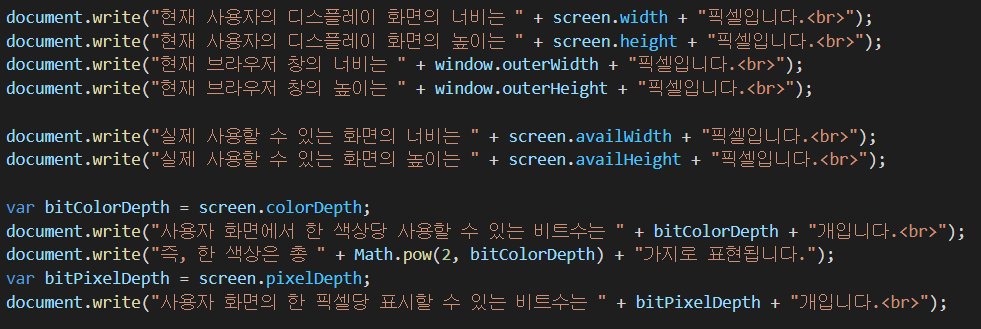 document.write("현재 사용자의 디스플레이 화면의 너비는 " + screen.width + "픽셀입니다.<br>");
document.write("현재 사용자의 디스플레이 화면의 높이는 " + screen.height + "픽셀입니다.<br>");
document.write("현재 브라우저 창의 너비는 " + window.outerWidth + "픽셀입니다.<br>");
document.write("현재 브라우저 창의 높이는 " + window.outerHeight + "픽셀입니다.<br>");
document.write("실제 사용할 수 있는 화면의 너비는 " + screen.availWidth + "픽셀입니다.<br>");
document.write("실제 사용할 수 있는 화면의 높이는 " + screen.availHeight + "픽셀입니다.<br>");
var bitColorDepth = screen.colorDepth;
document.write("사용자 화면에서 한 색상당 사용할 수 있는 비트수는 " + bitColorDepth + "개입니다.<br>");
document.write("즉, 한 색상은 총 " + Math.pow(2, bitColorDepth) + "가지로 표현됩니다.");
var bitPixelDepth = screen.pixelDepth;
document.write("사용자 화면의 한 픽셀당 표시할 수 있는 비트수는 " + bitPixelDepth + "개입니다.<br>");